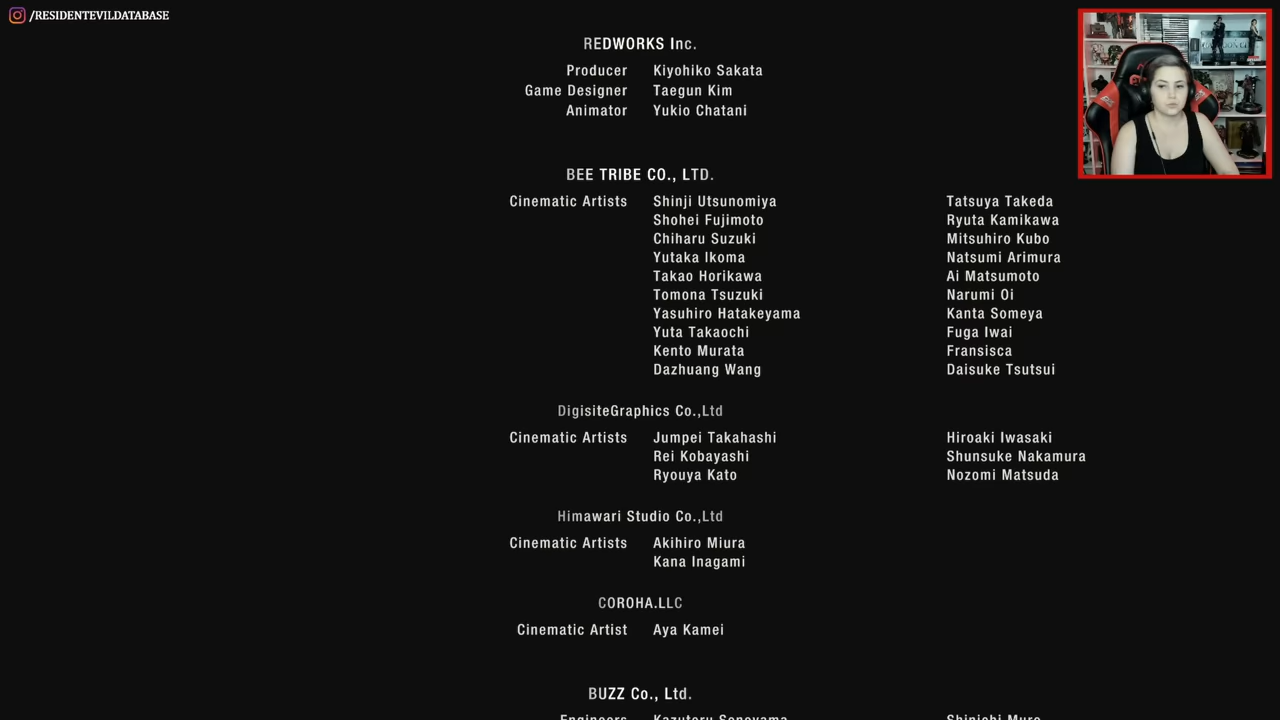 /RESIDENTEVILDATABASE
REDWORKS Inc.
Producer Kiyohiko Sakata
Game Designer Taegun Kim
Animator Yukio Chatani
BEE TRIBE CO., LTD.
Cinematic Artists Shinji Utsunomiya Tatsuya Takeda
Shohei Fujimoto Ryuta Kamikawa
Chiharu Suzuki Mitsuhiro Kubo
Yutaka Ikoma Natsumi Arimura
Takao Horikawa Ai Matsumoto
Tomona Tsuzuki Narumi Oi
Yasuhiro Hatakeyama Kanta Someya
Yuta Takaochi Fuga Iwai
Kento Murata Fransisca
Dazhuang Wang Daisuke Tsutsui
DigisiteGraphics Co.,Ltd
Cinematic Artists Jumpei Takahashi Hiroaki Iwasaki
Rei Kobayashi Shunsuke Nakamura
Ryouya Kato Nozomi Matsuda
Himawari Studio Co.,Ltd
Cinematic Artists Akihiro Miura
Kana Inagami
COROHA.LLC
Cinematic Artist Aya Kamei
BUZZ Co., Ltd.
Engineers Shinichi